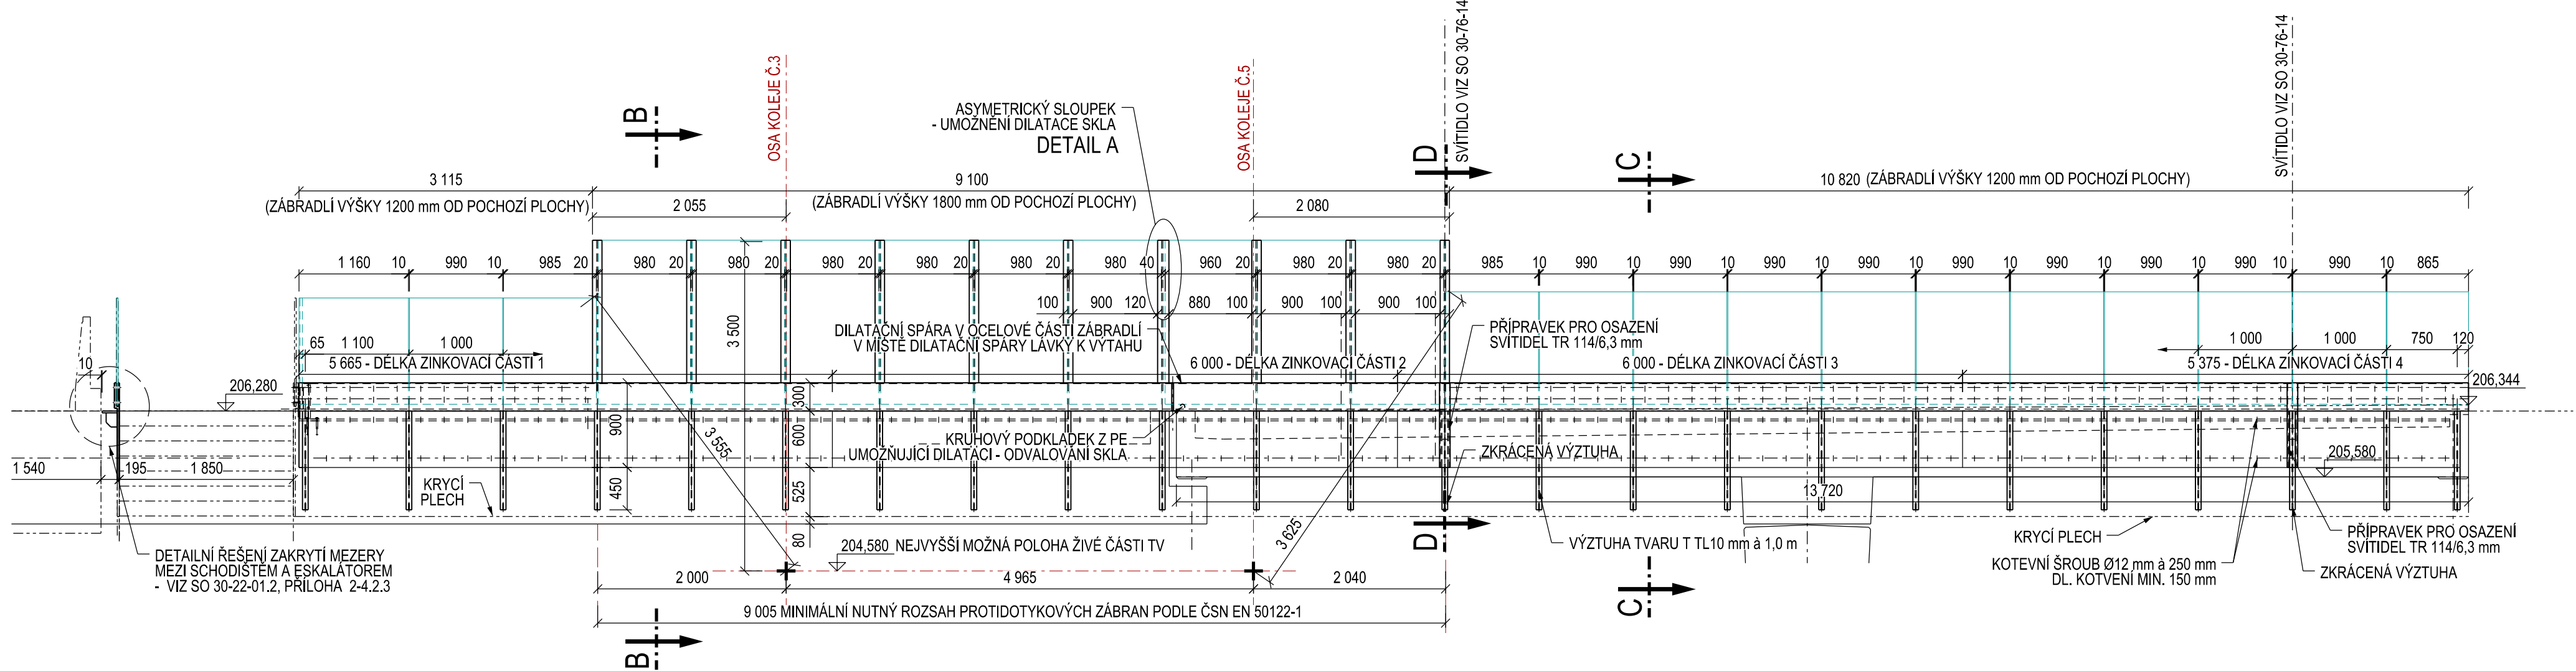 SVÍTIDLO VIZ SO 30-76-14
SVÍTIDLO VIZ SO 30-76-14
OSA KOLEJE Č.3
OSA KOLEJE Č.5
B
ASYMETRICKÝ SLOUPEK
- UMOŽNĚNÍ DILATACE SKLA
DETAIL A
D
C
3 115
(ZÁBRADLÍ VÝŠKY 1200 mm OD POCHOZÍ PLOCHY)
9 100
(ZÁBRADLÍ VÝŠKY 1800 mm OD POCHOZÍ PLOCHY)
10 820 (ZÁBRADLÍ VÝŠKY 1200 mm OD POCHOZÍ PLOCHY)
2 055
2 080
1 160 10 990 10 985 20 980 20 980 20 980 20 980 20 980 20 980 40 960 20 980 20 980 20 985 10 990 10 990 10 990 10 990 10 990 10 990 10 990 10 990 10 990 10 865
100 900 120 880 100 900 100 900 100
3 500
DILATAČNÍ SPÁRA V OCELOVÉ ČÁSTI ZÁBRADLÍ
V MÍSTĚ DILATAČNÍ SPÁRY LÁVKY K VÝTAHU
PŘÍPRAVEK PRO OSAZENÍ
SVÍTIDEL TR 114/6,3 mm
65 1 100 1 000
1 000 1 000 750 120
10
5 665 - DÉLKA ZINKOVACÍ ČÁSTI 1
6 000 - DÉLKA ZINKOVACÍ ČÁSTI 2
6 000 - DÉLKA ZINKOVACÍ ČÁSTI 3
5 375 - DÉLKA ZINKOVACÍ ČÁSTI 4
206,280
206,344
900
300
600
450
525
80
3 555
3 625
KRUHOVÝ PODKLADEK Z PE
UMOŽŇUJÍCÍ DILATACI - ODVALOVÁNÍ SKLA
ZKRÁCENÁ VÝZTUHA
205,580
1 540 195 1 850
KRYCÍ
PLECH
13 720
DETAILNÍ ŘEŠENÍ ZAKRYTÍ MEZERY
MEZI SCHODIŠTĚM A ESKALÁTOREM
- VIZ SO 30-22-01.2, PŘÍLOHA 2-4.2.3
204,580 NEJVYŠŠÍ MOŽNÁ POLOHA ŽIVÉ ČÁSTI TV
D
VÝZTUHA TVARU T TL10 mm à 1,0 m
KRYCÍ PLECH
KOTEVNÍ ŠROUB Ø12 mm à 250 mm
DL. KOTVENÍ MIN. 150 mm
PŘÍPRAVEK PRO OSAZENÍ
SVÍTIDEL TR 114/6,3 mm
ZKRÁCENÁ VÝZTUHA
2 000 4 965 2 040
9 005 MINIMÁLNÍ NUTNÝ ROZSAH PROTIDOTYKOVÝCH ZÁBRAN PODLE ČSN EN 50122-1
C
B